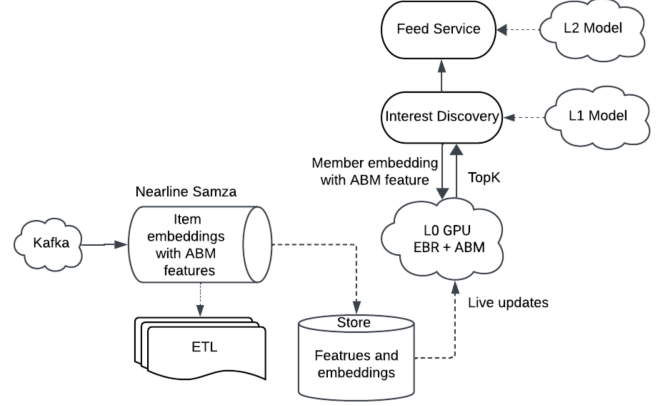 Feed Service
L2 Model
Interest Discovery
L1 Model
Member embedding
with ABM feature
TopK
Nearline Samza
Kafka
Item
embeddings
with ABM
features
L0 GPU
EBR + ABM
Live updates
ETL
Store
Featrues and
embeddings